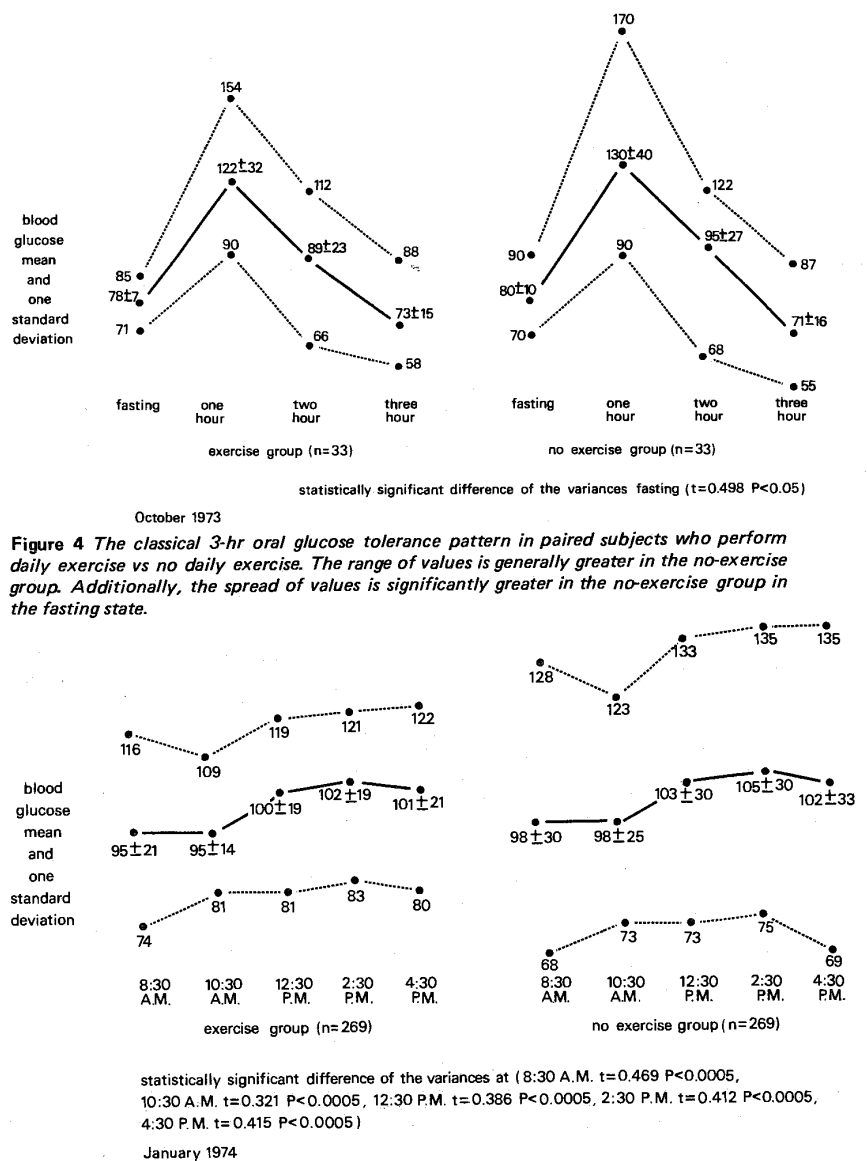 170
154
122±32
130±40
112
122
blood
glucose
mean
and
one
standard
deviation
90
89±23
88
90
95±27
87
85
78±7
71
73±15
66
58
90
80±10
70
71±16
68
55
fasting one hour two hour three hour
fasting one hour two hour three hour
exercise group (n=33)
no exercise group (n=33)
statistically significant difference of the variances fasting (t=0.498 P<0.05)
October 1973
Figure 4 The classical 3-hr oral glucose tolerance pattern in paired subjects who perform
daily exercise vs no daily exercise. The range of values is generally greater in the no-exercise
group. Additionally, the spread of values is significantly greater in the no-exercise group in
the fasting state.
116 109 119 121 122
128 123 133 135 135
blood
glucose
mean
and
one
standard
deviation
95±21 95±14 100±19 102±19 101±21
98±30 98±25 103±30 105±30 102±33
74 81 81 83 80
68 73 73 75 69
8:30 10:30 12:30 2:30 4:30
A.M. A.M. P.M. P.M. P.M.
8:30 10:30 12:30 2:30 4:30
A.M. A.M. P.M. P.M. P.M.
exercise group (n=269)
no exercise group (n=269)
statistically significant difference of the variances at (8:30 A.M. t=0.469 P<0.0005,
10:30 A.M. t=0.321 P<0.0005, 12:30 P.M. t=0.386 P<0.0005, 2:30 P.M. t=0.412 P<0.0005,
4:30 P.M. t=0.415 P<0.0005)
January 1974